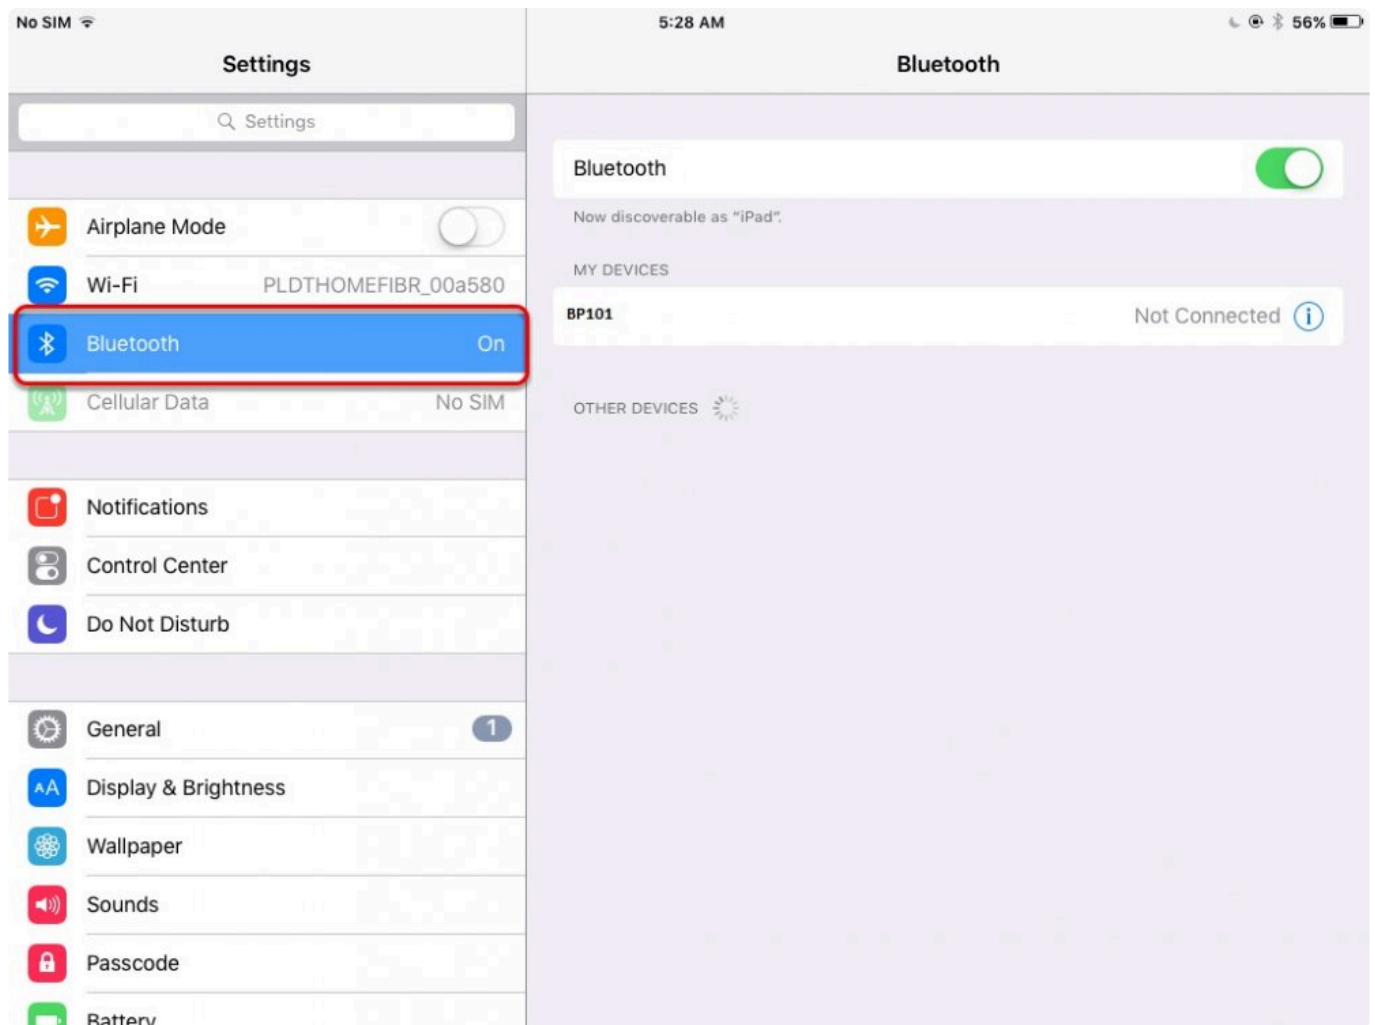 No SIM
5:28 AM
56%
Settings
Bluetooth
Settings
Airplane Mode
Wi-Fi PLDTHOMEFIBR_00a580
Bluetooth On
Cellular Data No SIM
Notifications
Control Center
Do Not Disturb
General 1
AA Display & Brightness
Wallpaper
Sounds
Passcode
Battery
Bluetooth
Now discoverable as “iPad”.
MY DEVICES
BP101 Not Connected i
OTHER DEVICES